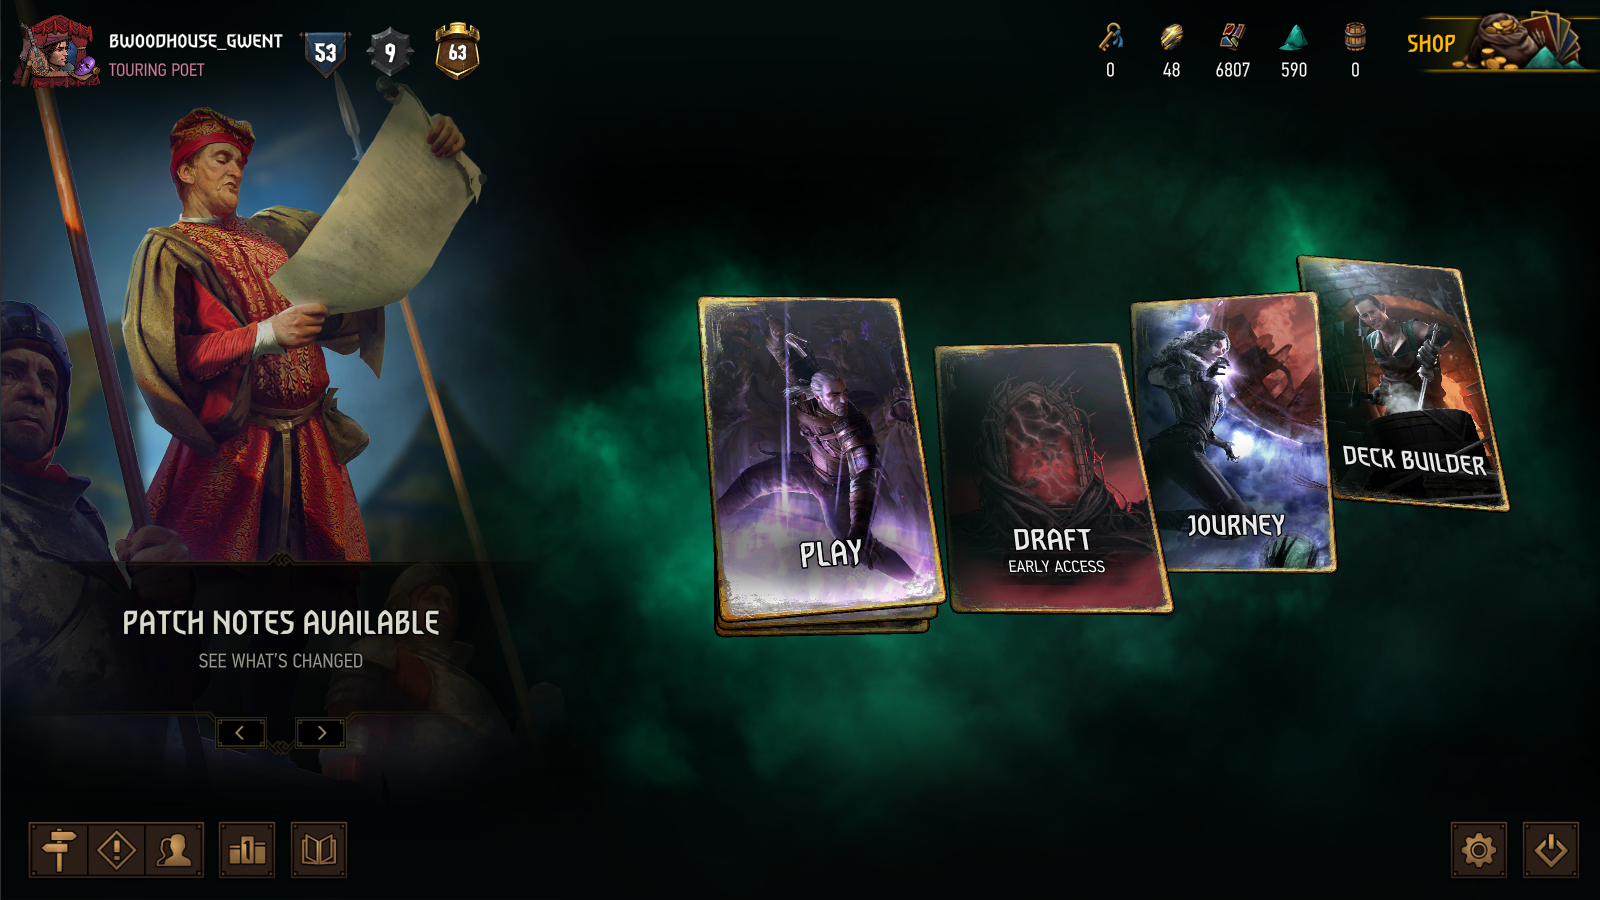 BWOODHOUSE_GWENT
TOURING POET
53
9
63
0
48
6807
590
0
SHOP
PLAY
DRAFT
EARLY ACCESS
JOURNEY
DECK BUILDER
PATCH NOTES AVAILABLE
SEE WHAT'S CHANGED
1